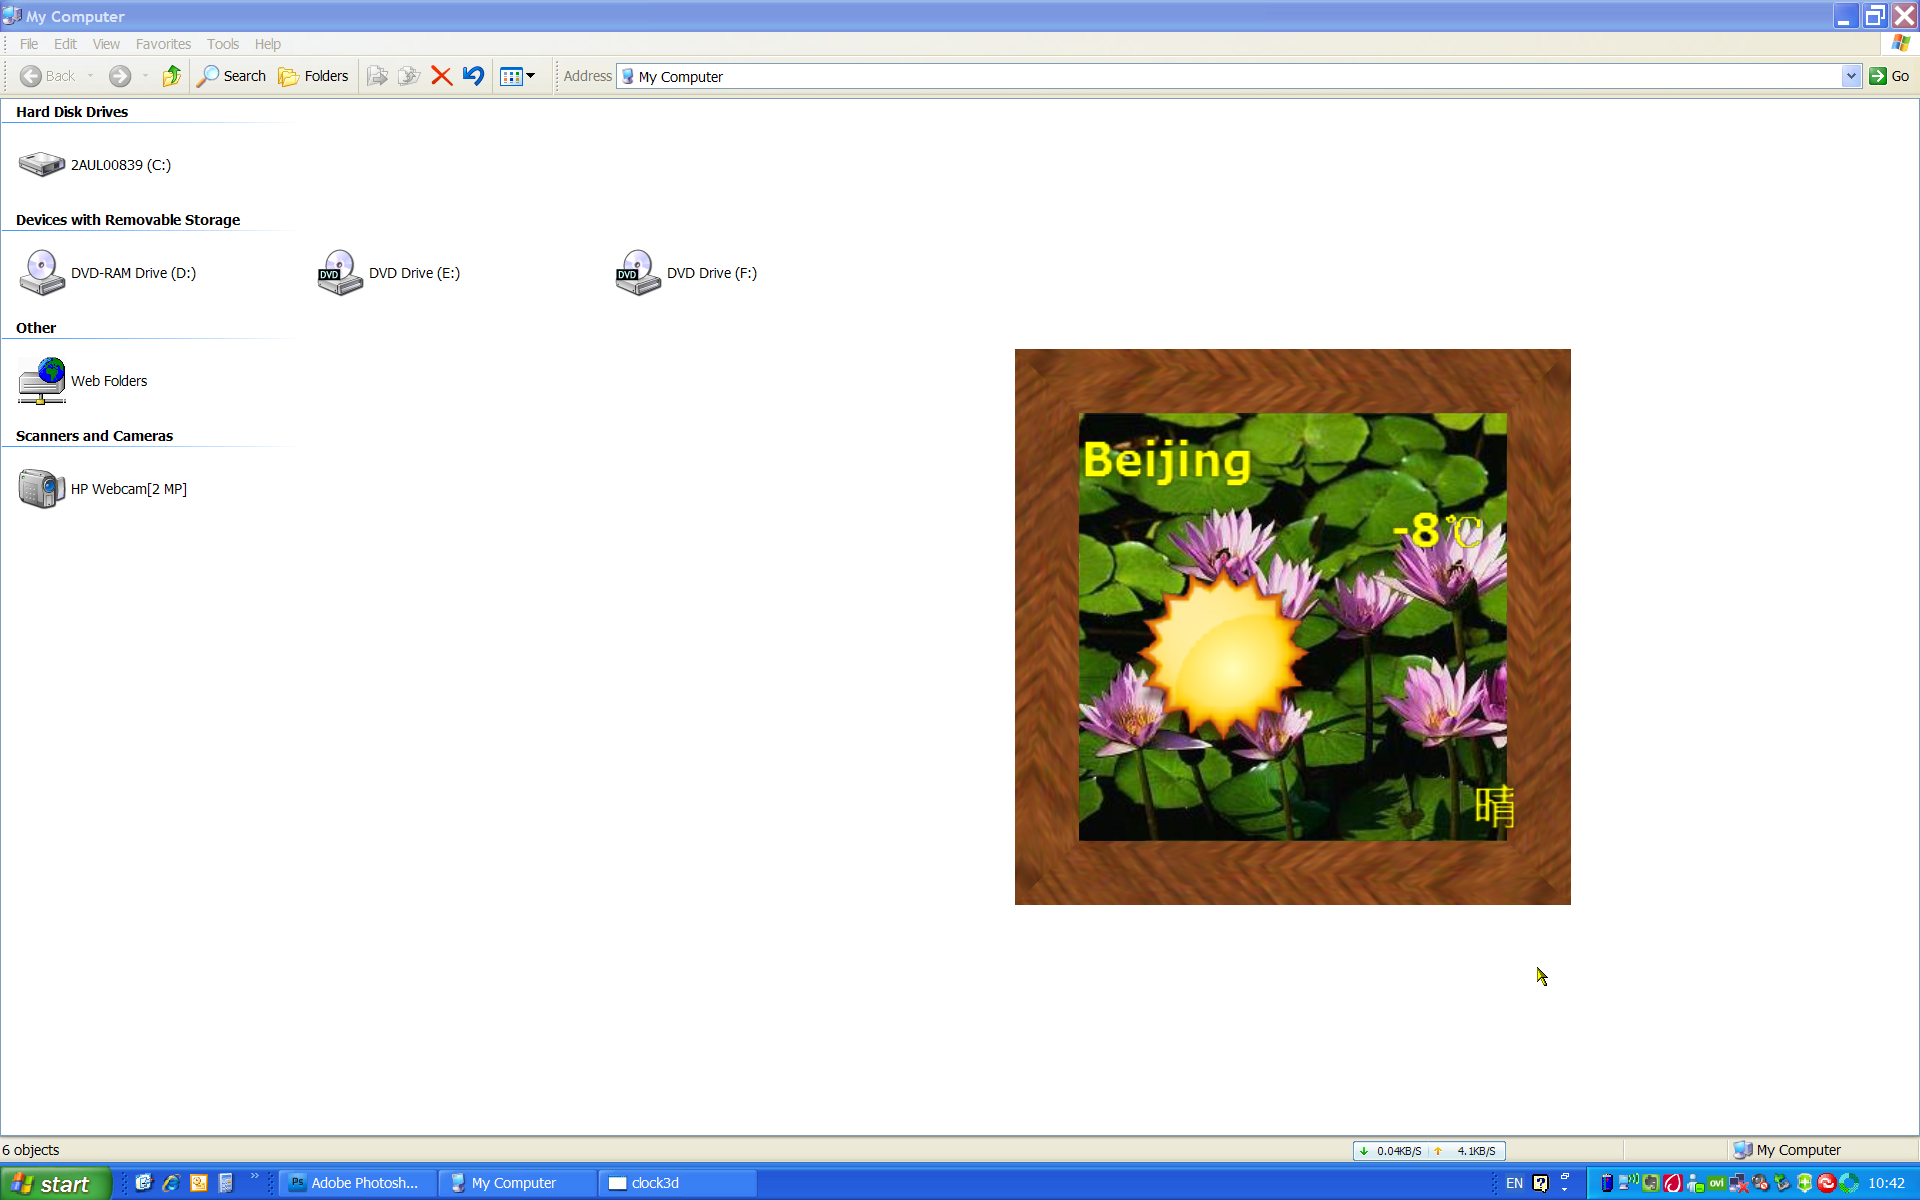 My Computer
File Edit View Favorites Tools Help
Back Search Folders Address My Computer Go
Hard Disk Drives
2AUL00839 (C:)
Devices with Removable Storage
DVD-RAM Drive (D:)
DVD DVD Drive (E:)
DVD DVD Drive (F:)
Other
Web Folders
Scanners and Cameras
HP Webcam[2 MP]
Beijing
-8℃
晴
6 objects
0.04KB/S 4.1KB/S
My Computer
start
Ps Adobe Photosh...
My Computer
clock3d
EN
ovi
10:42